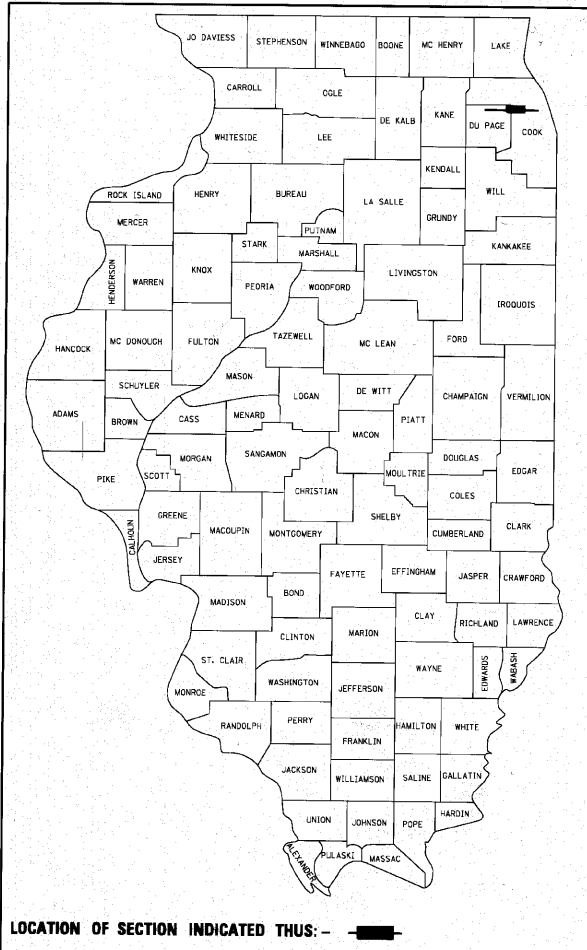 JO DAVIESS STEPHENSON WINNEBAGO BOONE MC HENRY LAKE
CARROLL OGLE
DE KALB KANE DU PAGE COOK
WHITESIDE LEE
KENDALL
WILL
ROCK ISLAND HENRY BUREAU LA SALLE
GRUNDY
MERCER PUTNAM
STARK MARSHALL KANKAKEE
HENDERSON WARREN KNOX PEORIA WOODFORD LIVINGSTON
IROQUOIS
TAZEWELL MC LEAN FORD
HANCOCK MC DONOUGH FULTON
MASON
SCHUYLER LOGAN DE WITT CHAMPAIGN VERMILION
ADAMS BROWN CASS MENARD PIATT
MACON
MORGAN SANGAMON DOUGLAS
PIKE SCOTT MOULTRIE EDGAR
CHRISTIAN COLES
GREENE MACOUPIN SHELBY
CALHOUN MONTGOMERY CUMBERLAND CLARK
JERSEY
FAYETTE EFFINGHAM JASPER CRAWFORD
MADISON BOND
CLAY RICHLAND LAWRENCE
CLINTON MARION
ST. CLAIR WAYNE EDWARDS WABASH
WASHINGTON JEFFERSON
MONROE
RANDOLPH PERRY HAMILTON WHITE
FRANKLIN
JACKSON WILLIAMSON SALINE GALLATIN
UNION JOHNSON POPE HARDIN
ALEXANDER PULASKI MASSAC
LOCATION OF SECTION INDICATED THUS: -